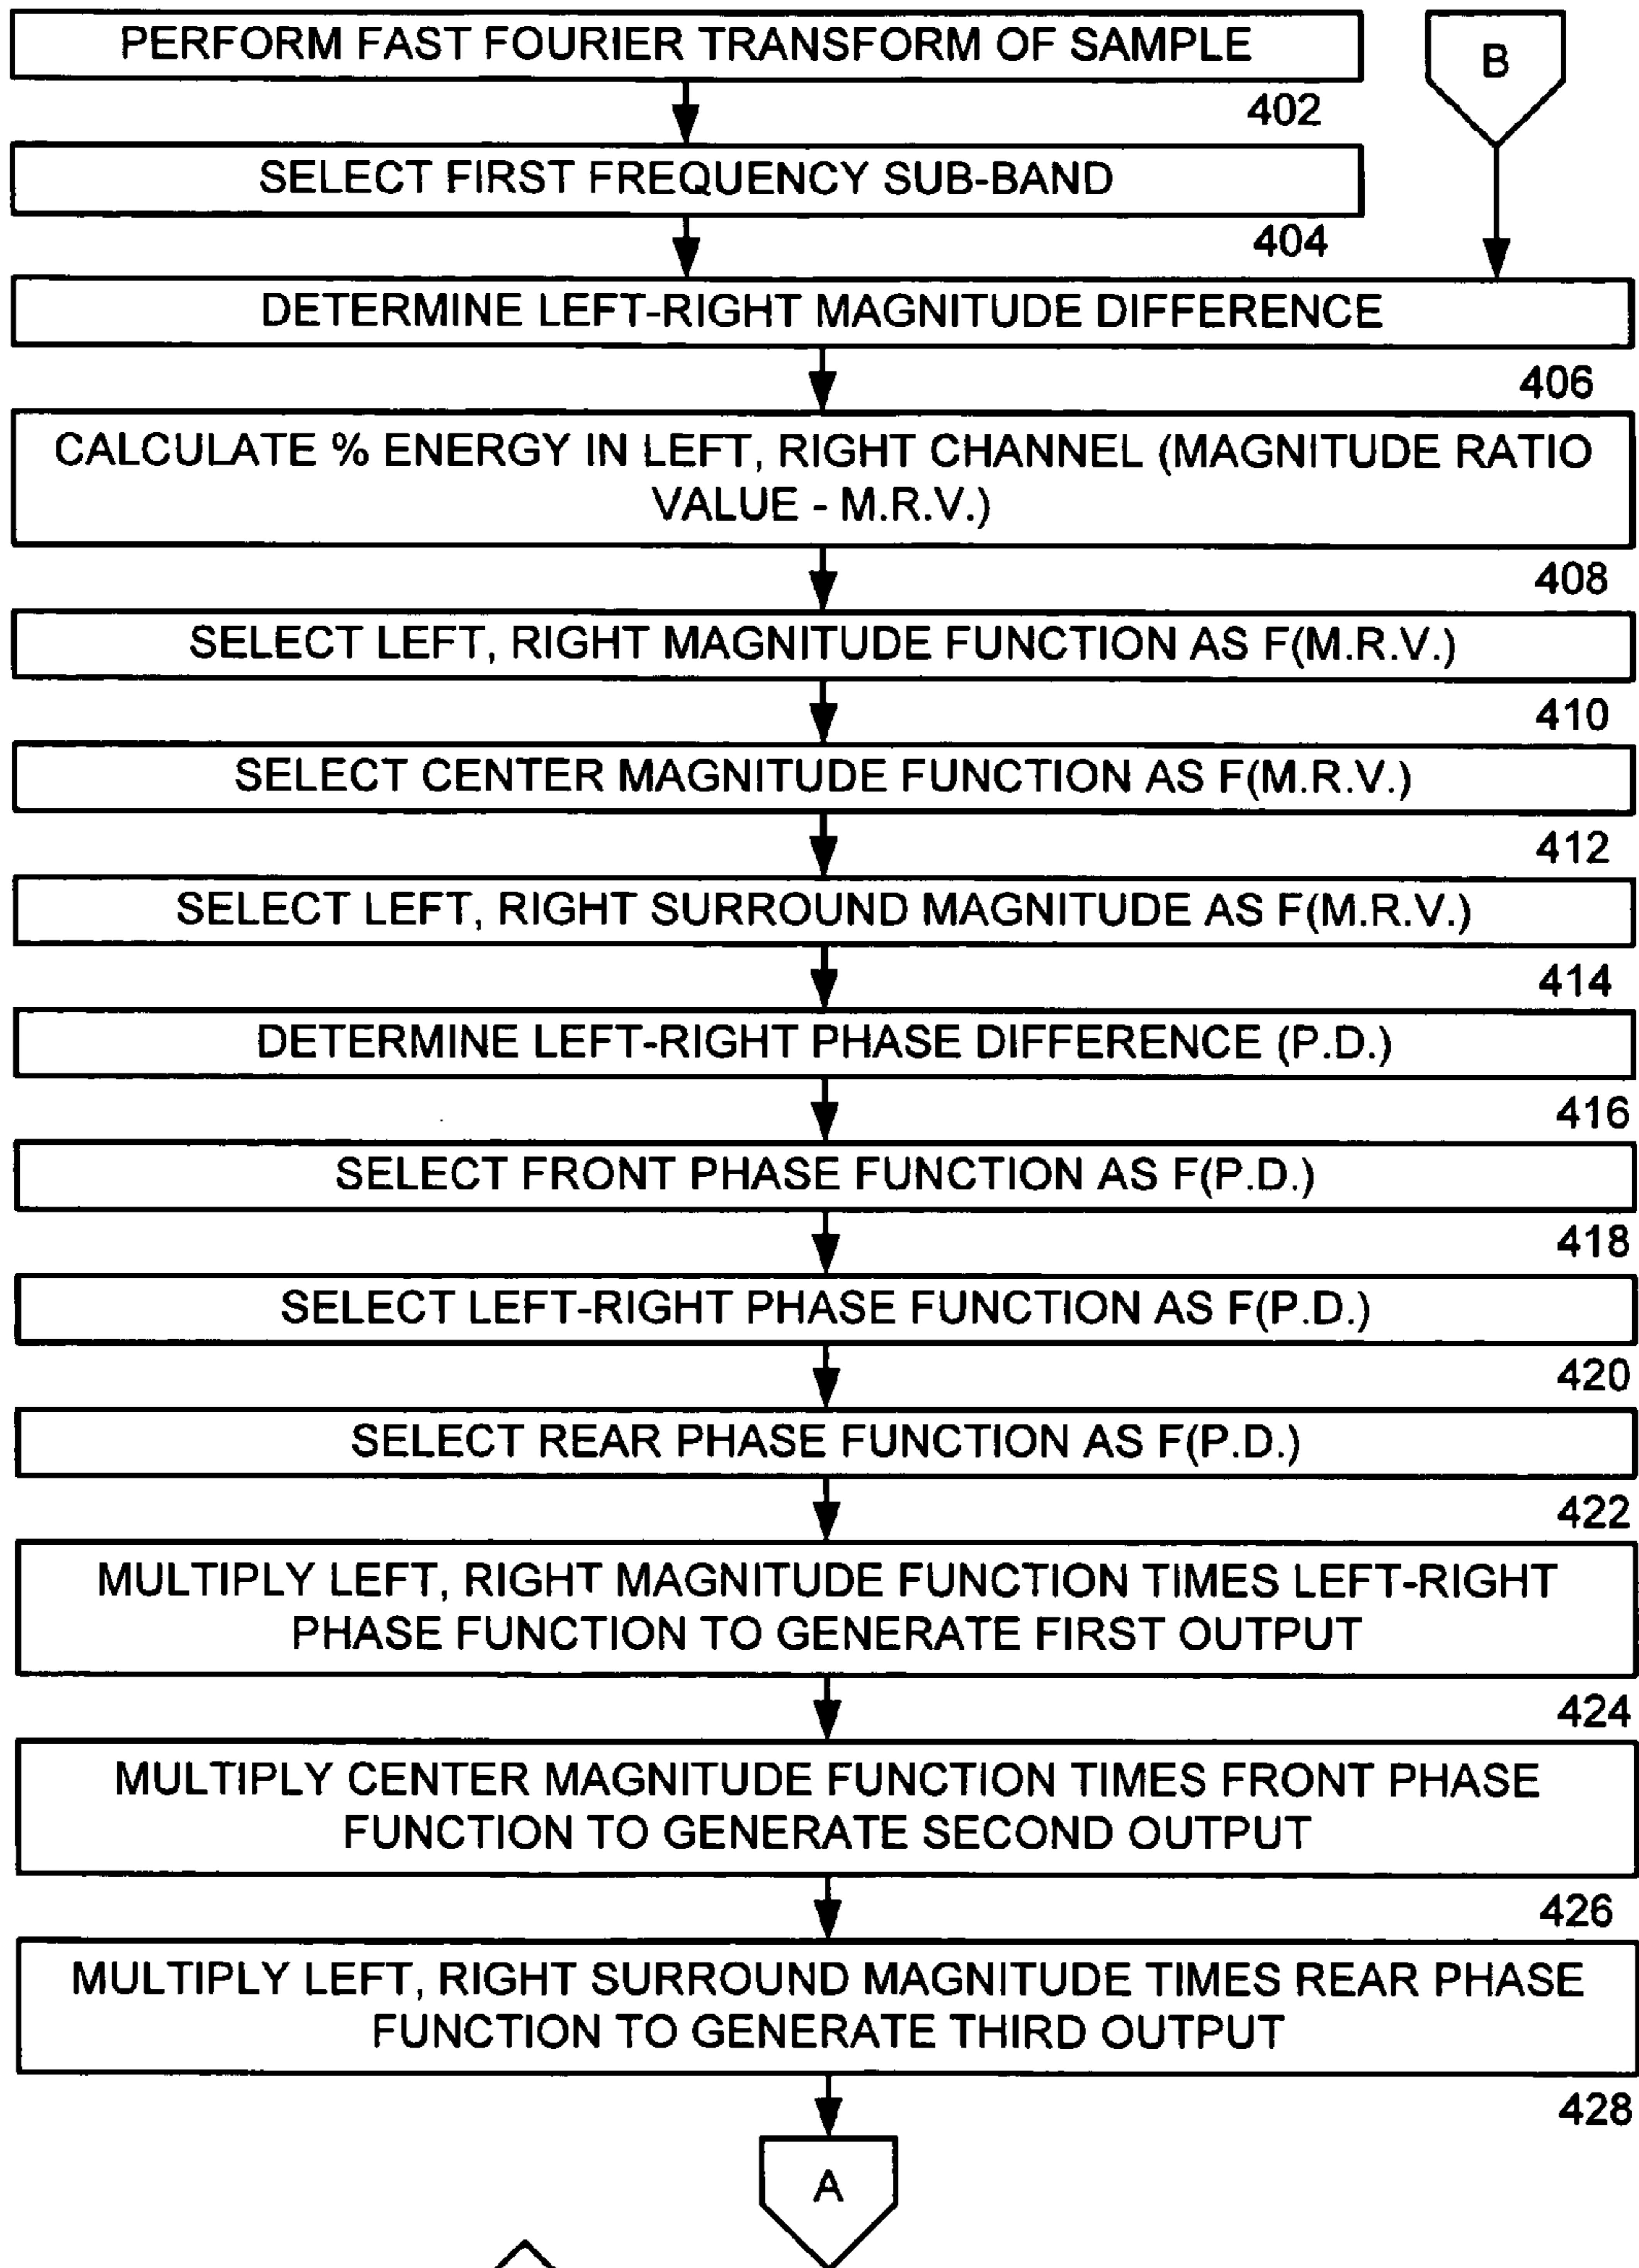 PERFORM FAST FOURIER TRANSFORM OF SAMPLE
B
402
SELECT FIRST FREQUENCY SUB-BAND
404
DETERMINE LEFT-RIGHT MAGNITUDE DIFFERENCE
406
CALCULATE % ENERGY IN LEFT, RIGHT CHANNEL (MAGNITUDE RATIO
VALUE - M.R.V.)
408
SELECT LEFT, RIGHT MAGNITUDE FUNCTION AS F(M.R.V.)
410
SELECT CENTER MAGNITUDE FUNCTION AS F(M.R.V.)
412
SELECT LEFT, RIGHT SURROUND MAGNITUDE AS F(M.R.V.)
414
DETERMINE LEFT-RIGHT PHASE DIFFERENCE (P.D.)
416
SELECT FRONT PHASE FUNCTION AS F(P.D.)
418
SELECT LEFT-RIGHT PHASE FUNCTION AS F(P.D.)
420
SELECT REAR PHASE FUNCTION AS F(P.D.)
422
MULTIPLY LEFT, RIGHT MAGNITUDE FUNCTION TIMES LEFT-RIGHT
PHASE FUNCTION TO GENERATE FIRST OUTPUT
424
MULTIPLY CENTER MAGNITUDE FUNCTION TIMES FRONT PHASE
FUNCTION TO GENERATE SECOND OUTPUT
426
MULTIPLY LEFT, RIGHT SURROUND MAGNITUDE TIMES REAR PHASE
FUNCTION TO GENERATE THIRD OUTPUT
428
A